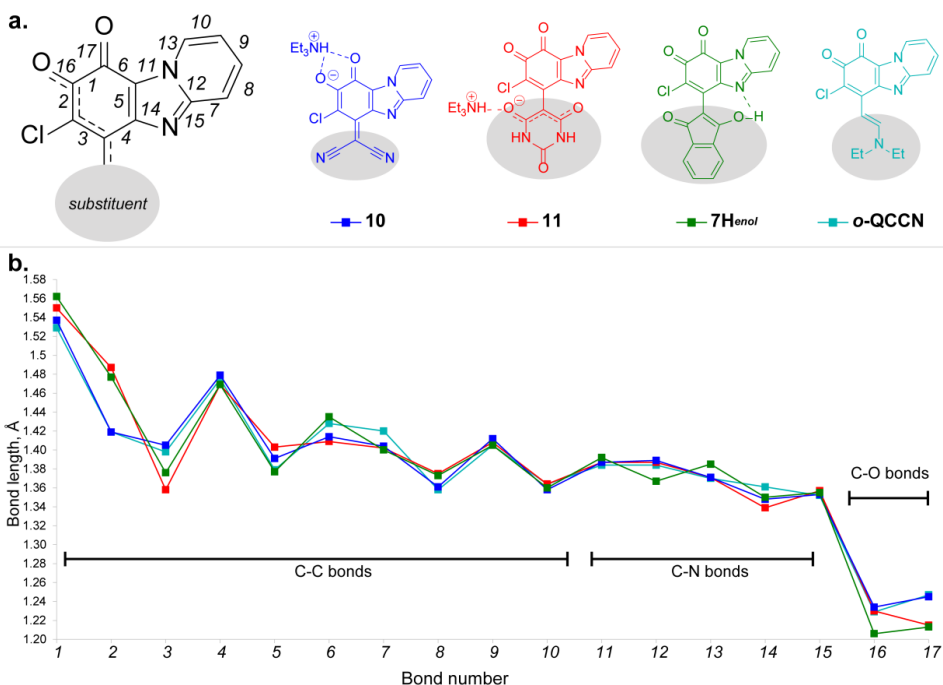 a.
O O 17 16 1 2 3 4 5 6 11 13 10 9 8 12 7 14 15 N N Cl
substituent
Et3NH + O O − Cl N N N N
Et3NH + O O Cl N N O − O HN NH O
O O Cl N N O O H
O O Cl N N N Et Et
10
11
7Henol
o-QCCN
b.
Bond length, Å
1.58
1.56
1.54
1.52
1.5
1.48
1.46
1.44
1.42
1.40
1.38
1.36
1.34
1.32
1.30
1.28
1.26
1.24
1.22
1.20
C-C bonds
C-N bonds
C-O bonds
1 2 3 4 5 6 7 8 9 10 11 12 13 14 15 16 17
Bond number